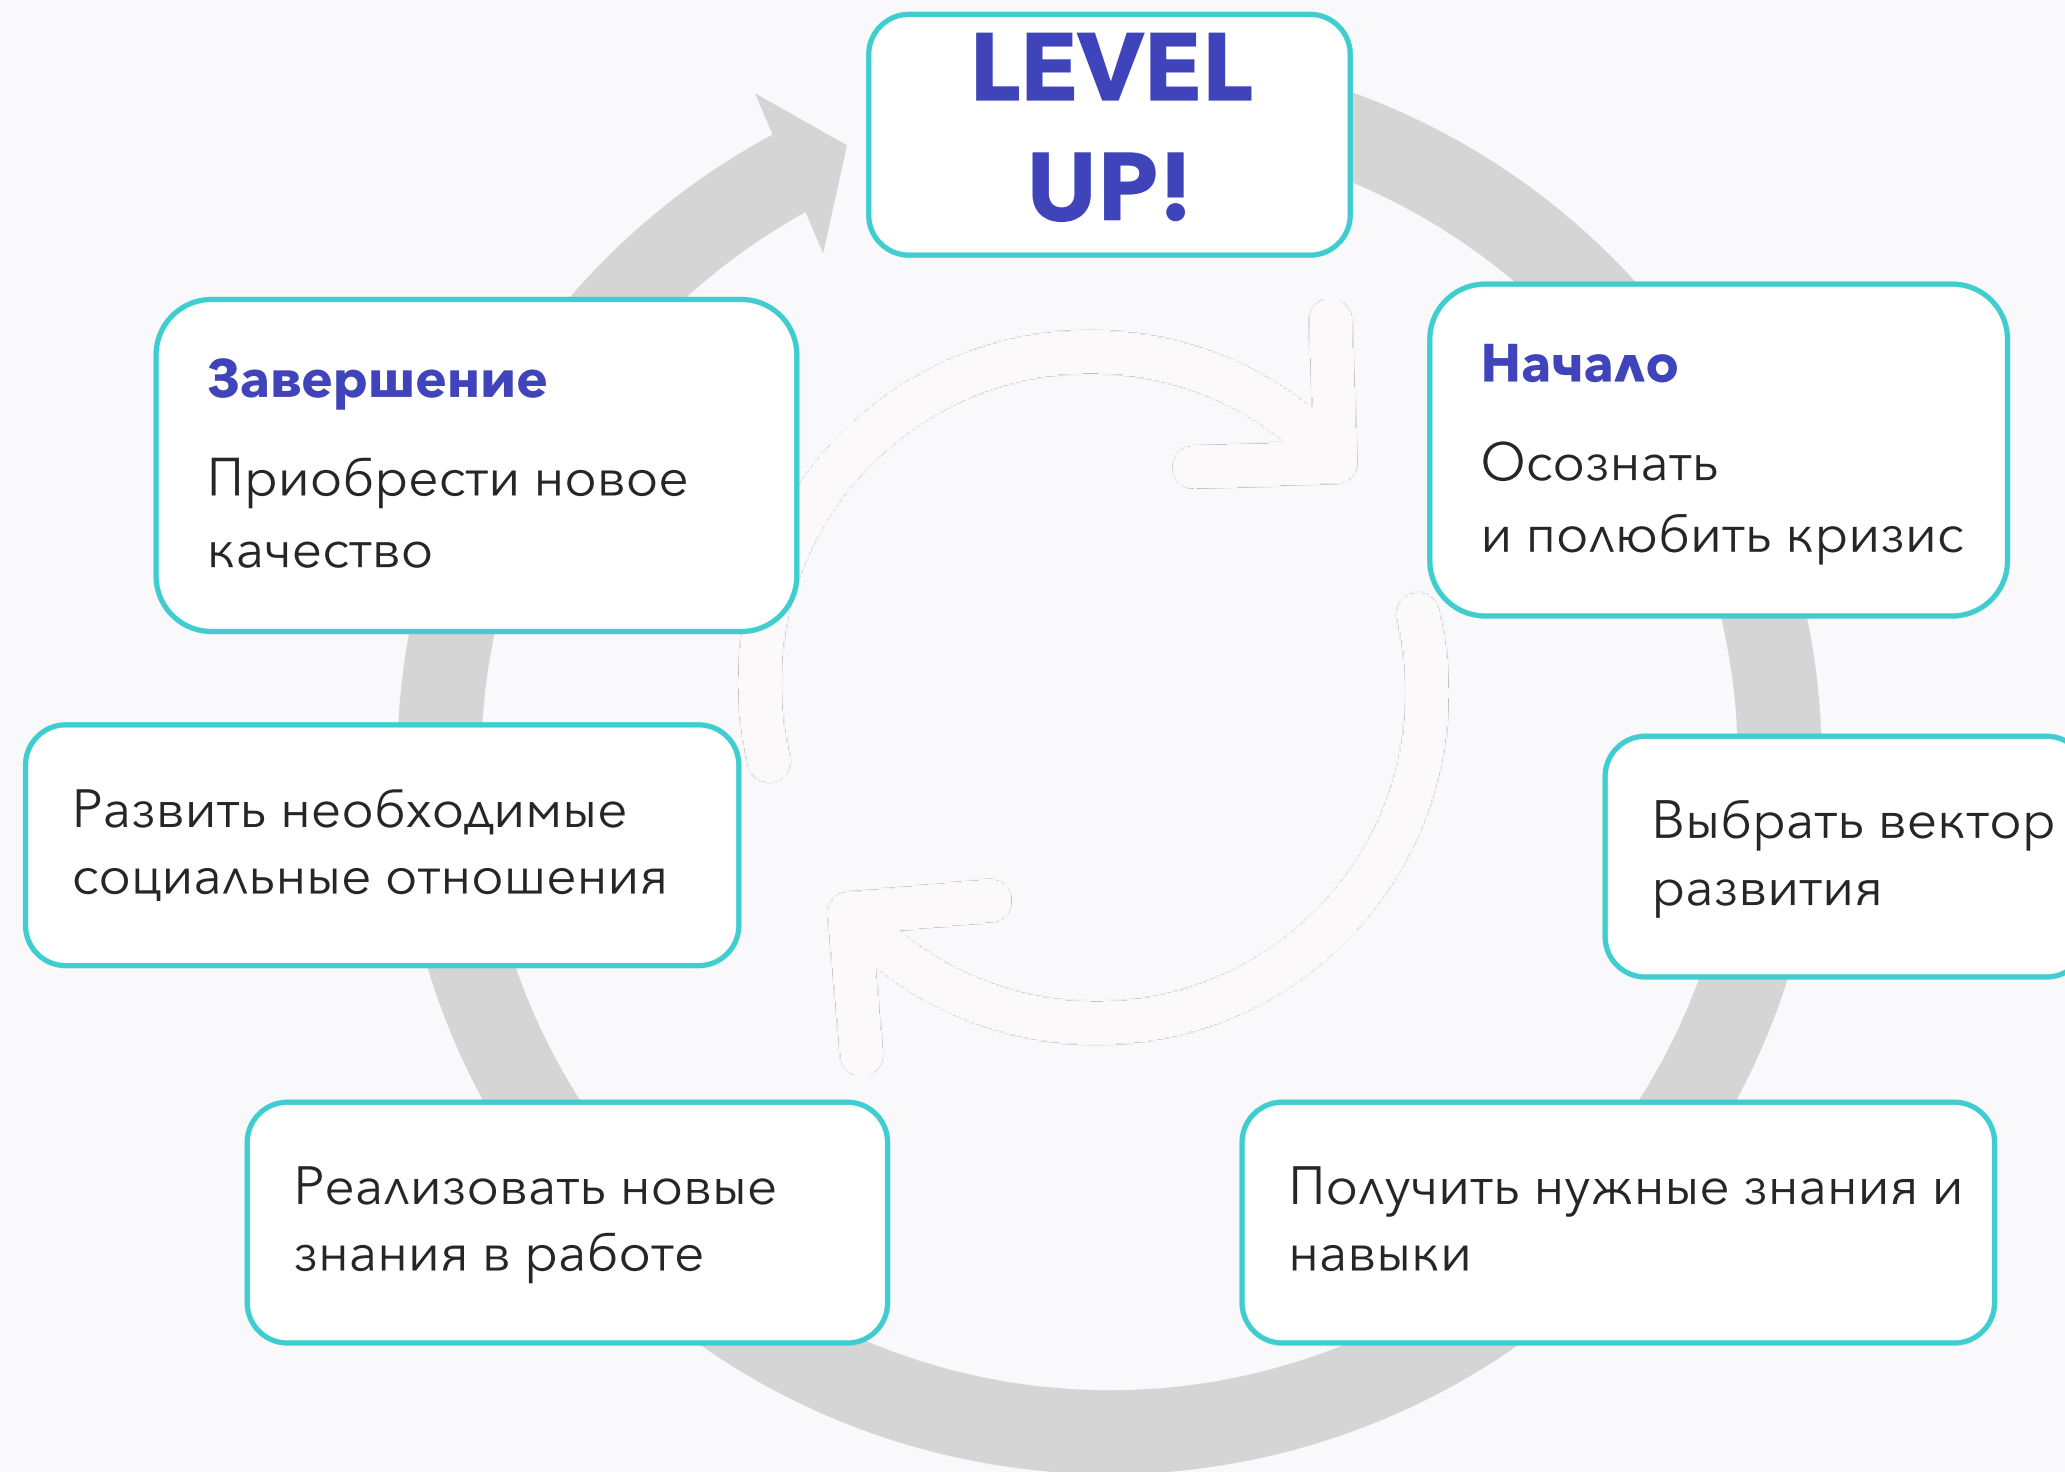 LEVEL
UP!
Начало
Осознать
и полюбить кризис
Выбрать вектор
развития
Получить нужные знания и
навыки
Реализовать новые
знания в работе
Развить необходимые
социальные отношения
Завершение
Приобрести новое
качество